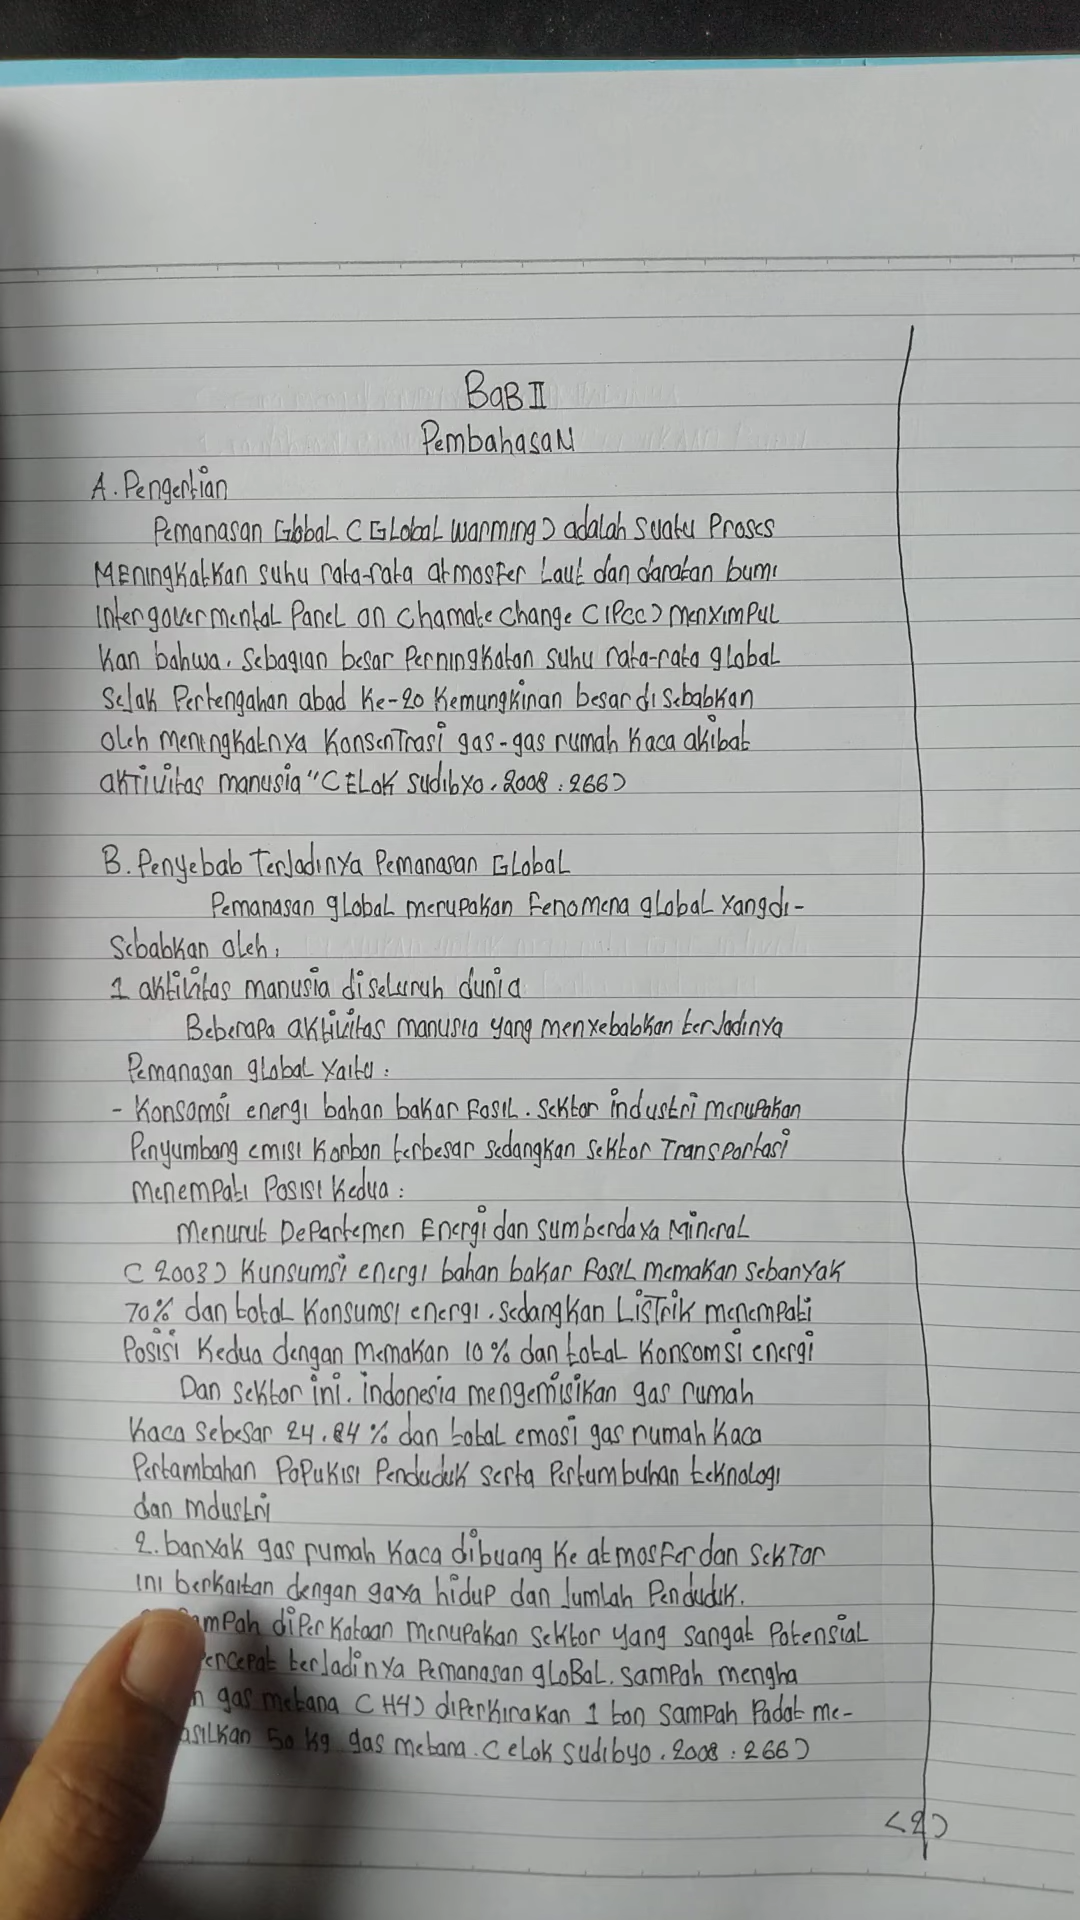 BaB II
PembahasaN
A. Pengertian
Pemanasan Global (Global warming) adalah suatu Proses
MEningkatkan suhu rata-rata atmosfer Laut dan daratan bumi
Intergovermental Panel on Chamate change (IPCC) menyimpul
kan bahwa. Sebagian besar Perningkatan suhu rata-rata global
Sejak Pertengahan abad ke-20 kemungkinan besar disebabkan
oleh meningkatnya KonsenTrasi gas-gas rumah kaca akibat
akTivitas manusia" (ELok Sudibyo. 2008 : 266)
B. Penyebab TerJadinya Pemanasan Global
Pemanasan global merupakan Fenomena global yang di-
Sebabkan oleh,
1 aktilitas manusia diseluruh dunia
Beberapa aktivitas manusia yang menyebabkan terJadinya
Pemanasan global yaitu :
- Konsomsi energi bahan bakar Fosil. Sektor industri merupakan
Penyumbang emisi karbon terbesar sedangkan sektor Transportasi
menempati Posisi kedua :
menurut DePartemen Energi dan sumberdaya Mineral
(2003) kunsumsi energi bahan bakar Fosil memakan sebanyak
70% dan total Konsumsi energi. sedangkan LisTrik menempati
Posisi kedua dengan memakan 10% dan total Konsomsi energi
Dan sektor ini. indonesia mengemisikan gas rumah
kaca sebesar 24.84% dan total emosi gas rumah kaca
Pertambahan PoPukisi Penduduk serta Pertumbuhan teknologi
dan mdustri
2. banyak gas rumah kaca dibuang ke atmosfer dan SekTor
ini berkaitan dengan gaya hidup dan Jumlah Penduduk.
ampah diPerkotaan merupakan sektor yang sangat Potensial
percepat terJadinya Pemanasan gloBal. sampah mengha
n gas metana (H4) diPerkirakan 1 ton sampah Padat me-
asilkan 50 kg gas metana. (eLok sudibyo. 2008 : 266)
<2)